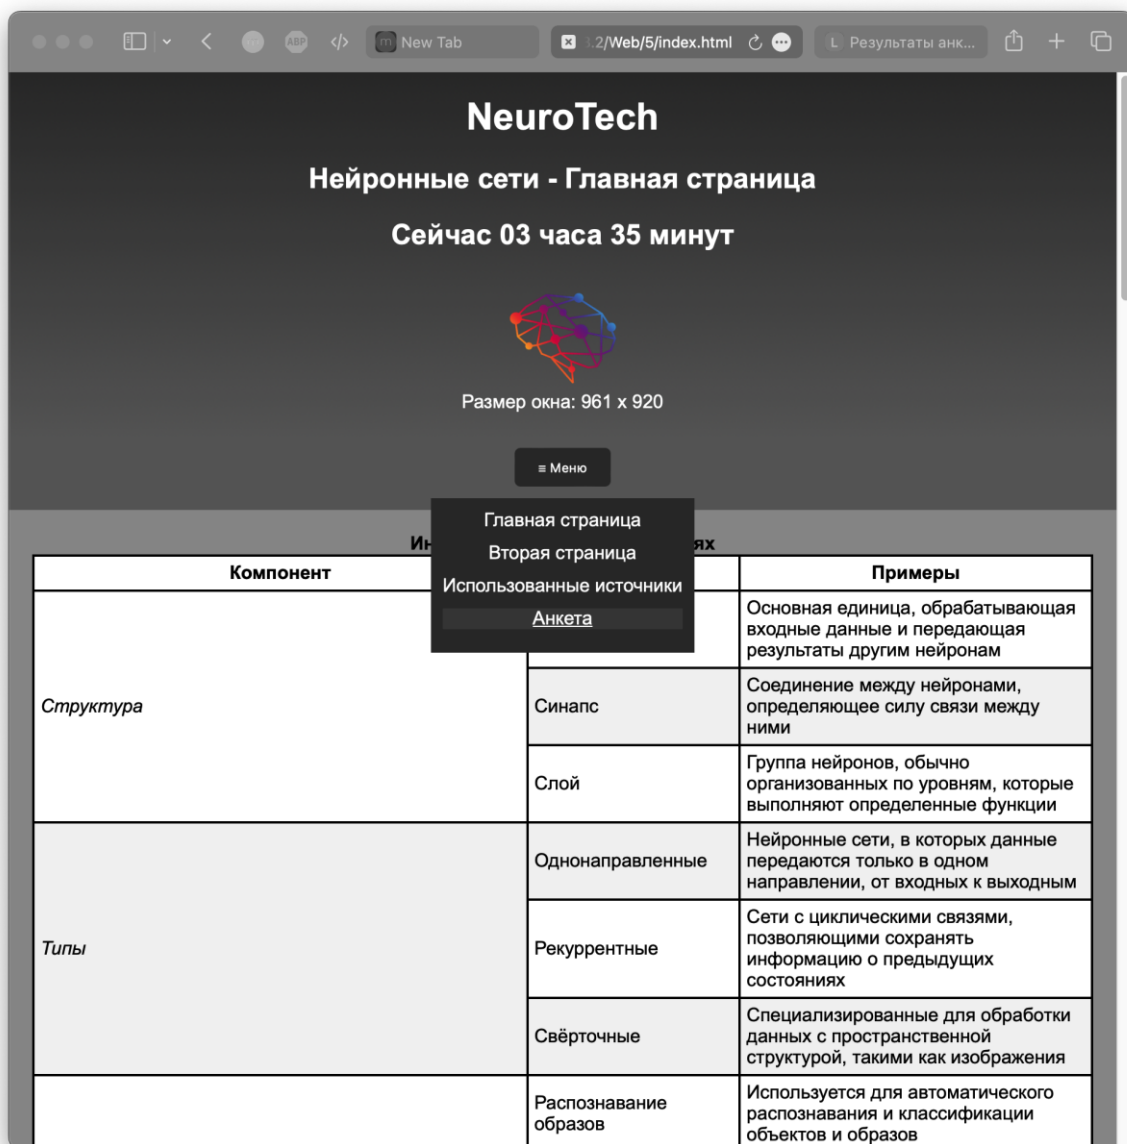 New Tab
3.2/Web/5/index.html
L Результаты анк...
ABP
</>
m
NeuroTech
Нейронные сети - Главная страница
Сейчас 03 часа 35 минут
Размер окна: 961 x 920
≡ Меню
Главная страница
Вторая страница
Использованные источники
Анкета
Компонент
Примеры
Структура
Основная единица, обрабатывающая
входные данные и передающая
результаты другим нейронам
Синапс
Соединение между нейронами,
определяющее силу связи между
ними
Слой
Группа нейронов, обычно
организованных по уровням, которые
выполняют определенные функции
Типы
Однонаправленные
Нейронные сети, в которых данные
передаются только в одном
направлении, от входных к выходным
Рекуррентные
Сети с циклическими связями,
позволяющими сохранять
информацию о предыдущих
состояниях
Свёрточные
Специализированные для обработки
данных с пространственной
структурой, такими как изображения
Распознавание
образов
Используется для автоматического
распознавания и классификации
объектов и образов